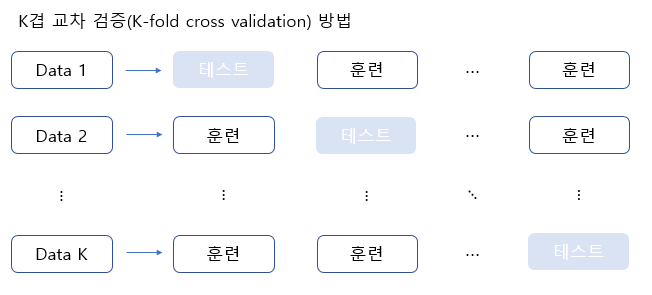 K겹 교차 검증(K-fold cross validation) 방법
Data 1 테스트 훈련 ... 훈련
Data 2 훈련 테스트 ... 훈련
⋮ ⋮ ⋮ ⋱ ⋮
Data K 훈련 훈련 ... 테스트